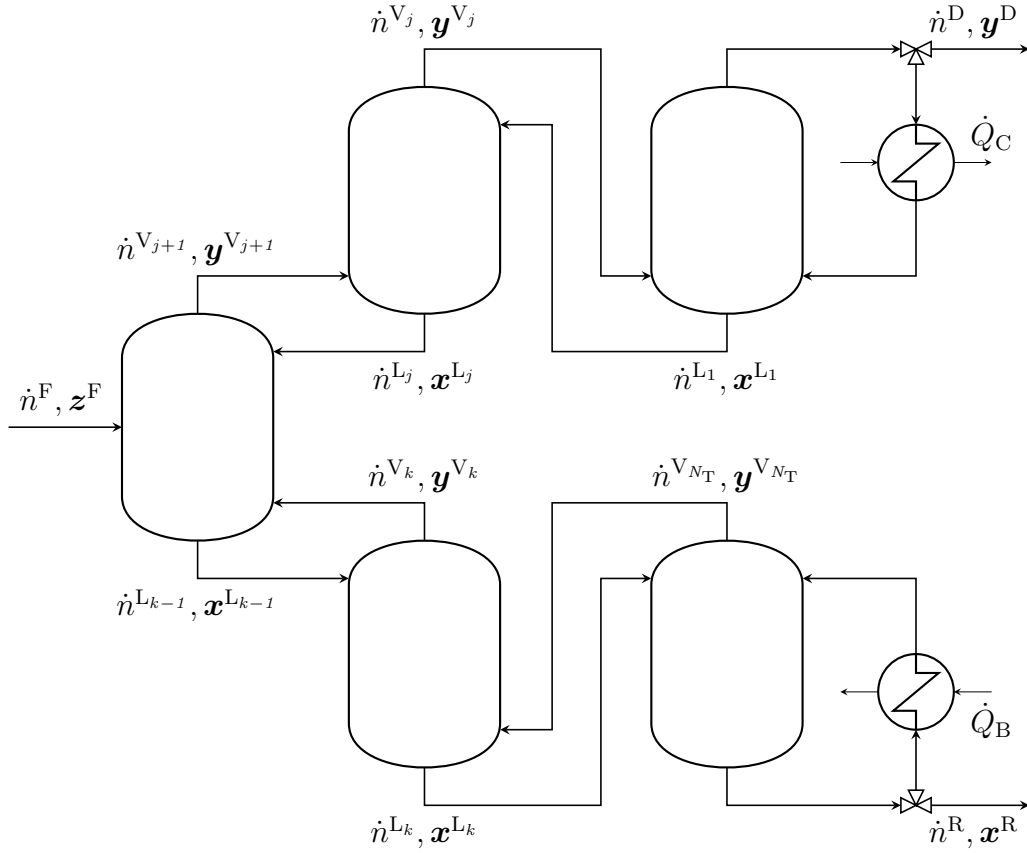 ṅ^{V_j}, y^{V_j}
ṅ^D, y^D
Q̇_C
ṅ^{V_{j+1}}, y^{V_{j+1}}
ṅ^{L_j}, x^{L_j}
ṅ^{L_1}, x^{L_1}
ṅ^F, z^F
ṅ^{V_k}, y^{V_k}
ṅ^{V_{N_T}}, y^{V_{N_T}}
ṅ^{L_{k−1}}, x^{L_{k−1}}
Q̇_B
ṅ^{L_k}, x^{L_k}
ṅ^R, x^R